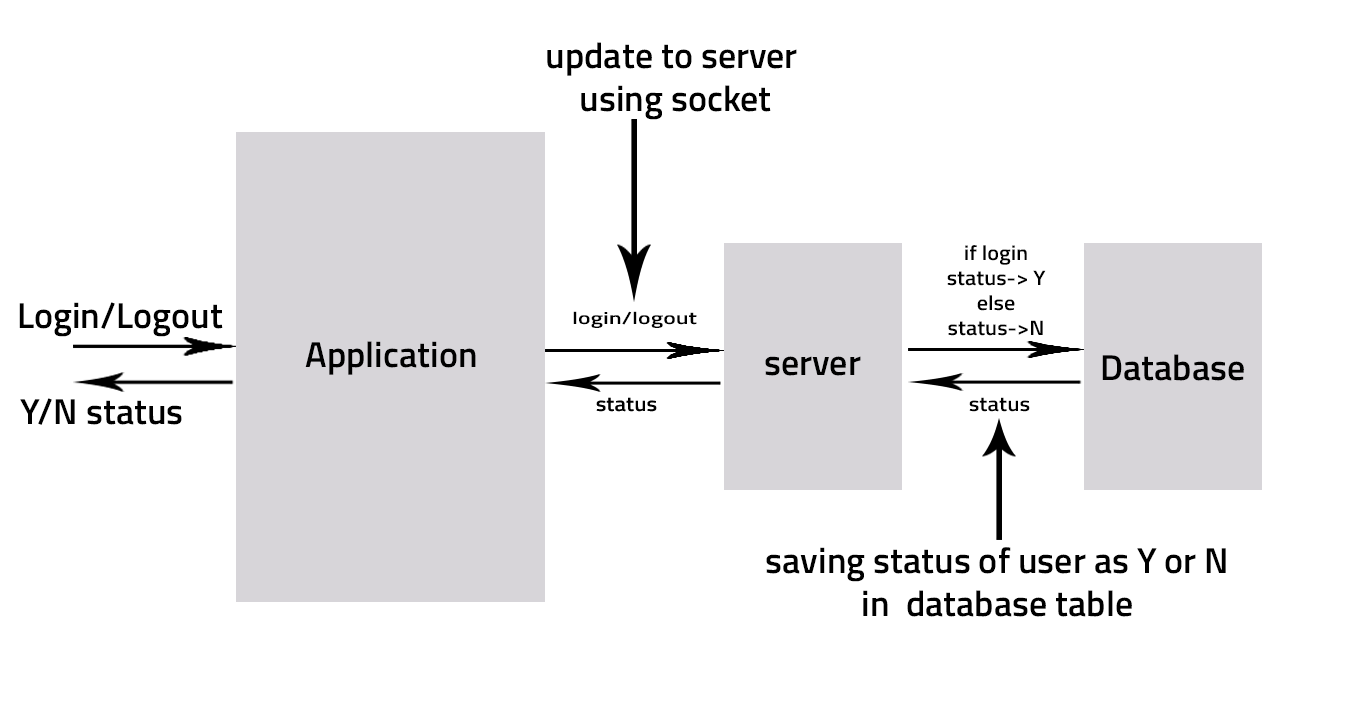 update to server
using socket
Login/Logout
Y/N status
Application
login/logout
status
server
if login
status-> Y
else
status->N
status
Database
saving status of user as Y or N
in database table